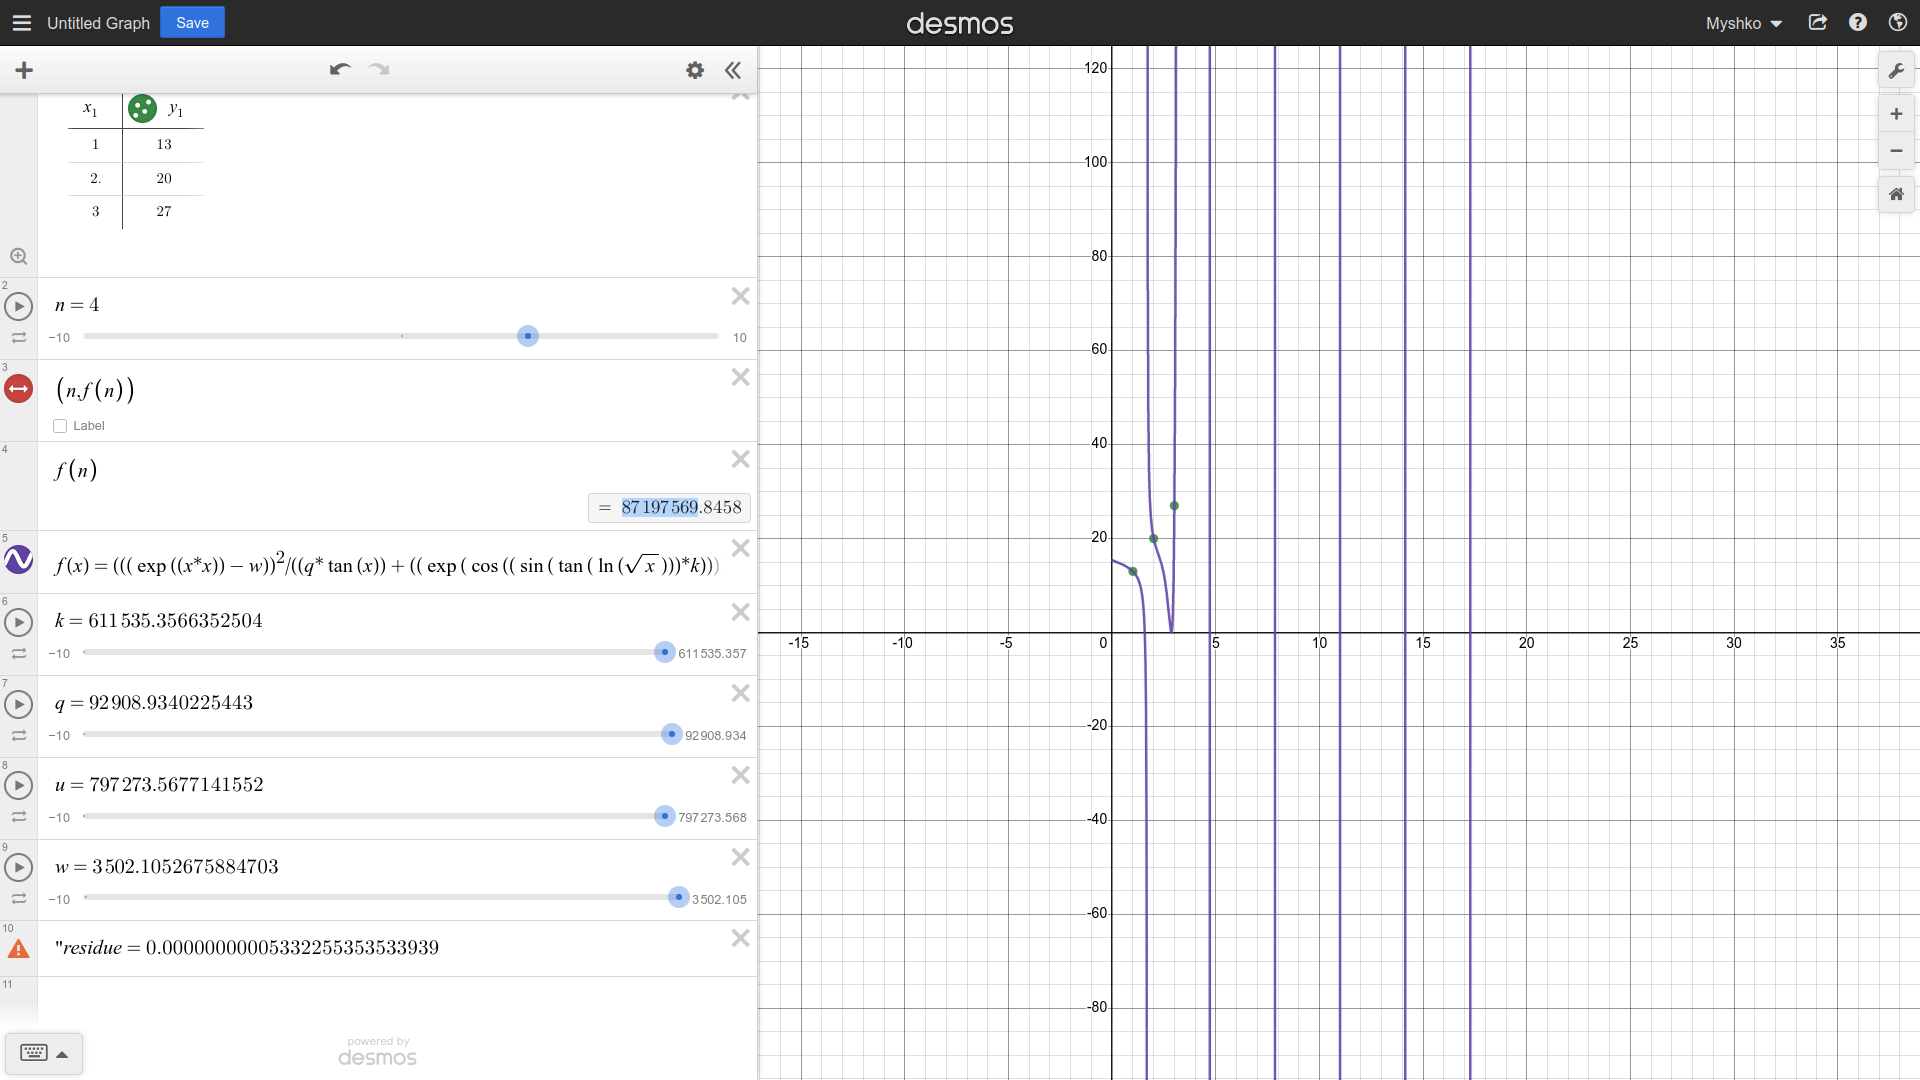 Untitled Graph Save desmos Myshko
x₁ y₁
1 13
2. 20
3 27
2
n = 4
−10 10
3
(n,f(n))
Label
4
f(n)
= 87197569.8458
5
f(x) = (((exp((x*x)) − w))²/((q*tan(x)) + ((exp(cos((sin(tan(ln(√x)))*k)))
6
k = 611535.3566352504
−10 611535.357
7
q = 92908.9340225443
−10 92908.934
8
u = 797273.5677141552
−10 797273.568
9
w = 3502.1052675884703
−10 3502.105
10
"residue = 0.00000000005332255353533939
11
powered by
desmos
120
100
80
60
40
20
-15 -10 -5 0 5 10 15 20 25 30 35
-20
-40
-60
-80